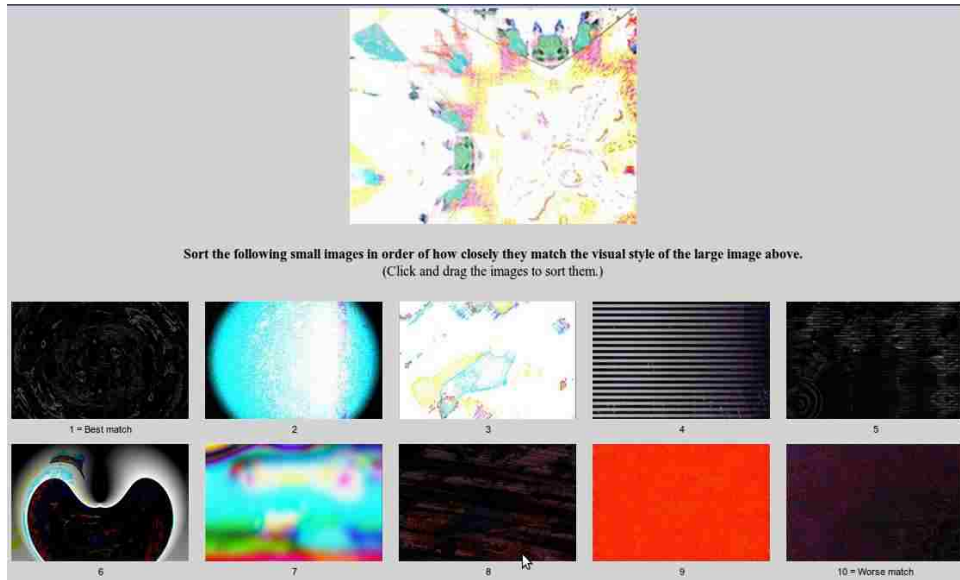 Sort the following small images in order of how closely they match the visual style of the large image above.
(Click and drag the images to sort them.)
1 = Best match
2
3
4
5
6
7
8
9
10 = Worse match